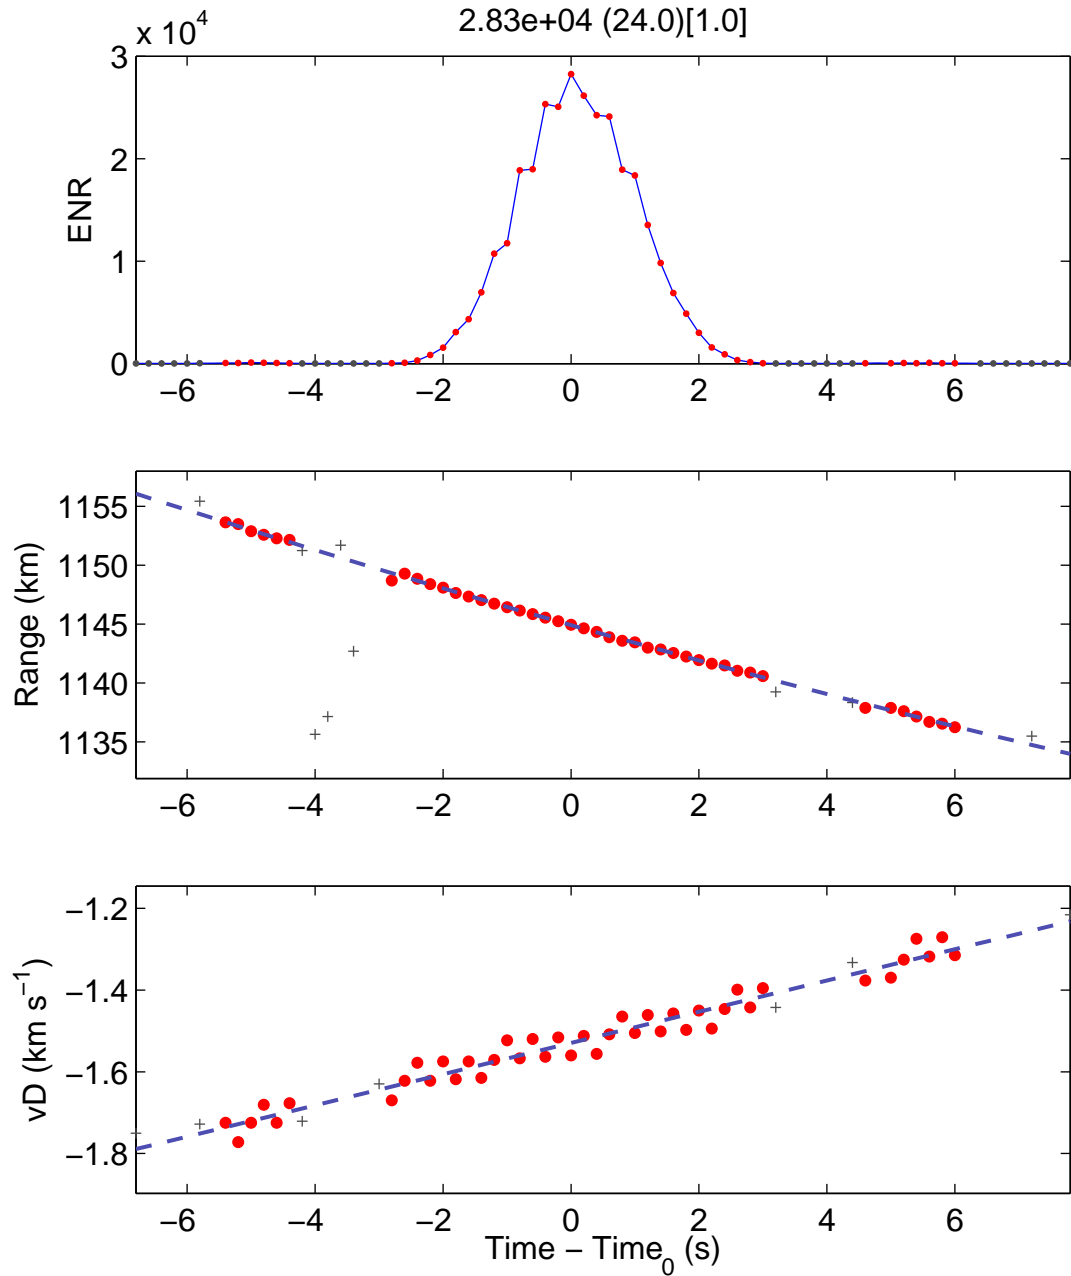 2.83e+04 (24.0)[1.0]
x 10^4
3
2
1
0
ENR
−6 −4 −2 0 2 4 6
1155
1150
1145
1140
1135
Range (km)
−6 −4 −2 0 2 4 6
−1.2
−1.4
−1.6
−1.8
vD (km s^−1)
−6 −4 −2 0 2 4 6
Time − Time_0 (s)